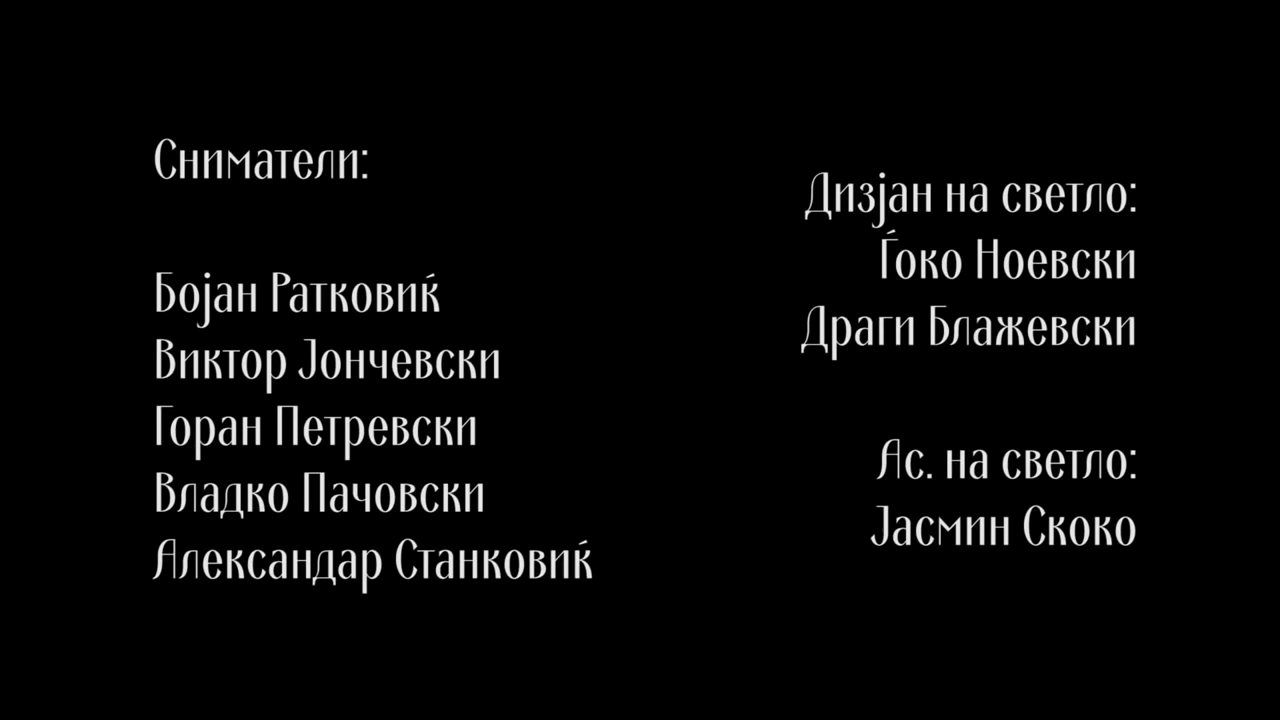 Сниматели:
Бојан Ратковиќ
Виктор Јончевски
Горан Петревски
Владко Пачовски
Александар Станковиќ
Дизјан на светло:
Ѓоко Ноевски
Драги Блажевски
Ас. на светло:
Јасмин Скоко